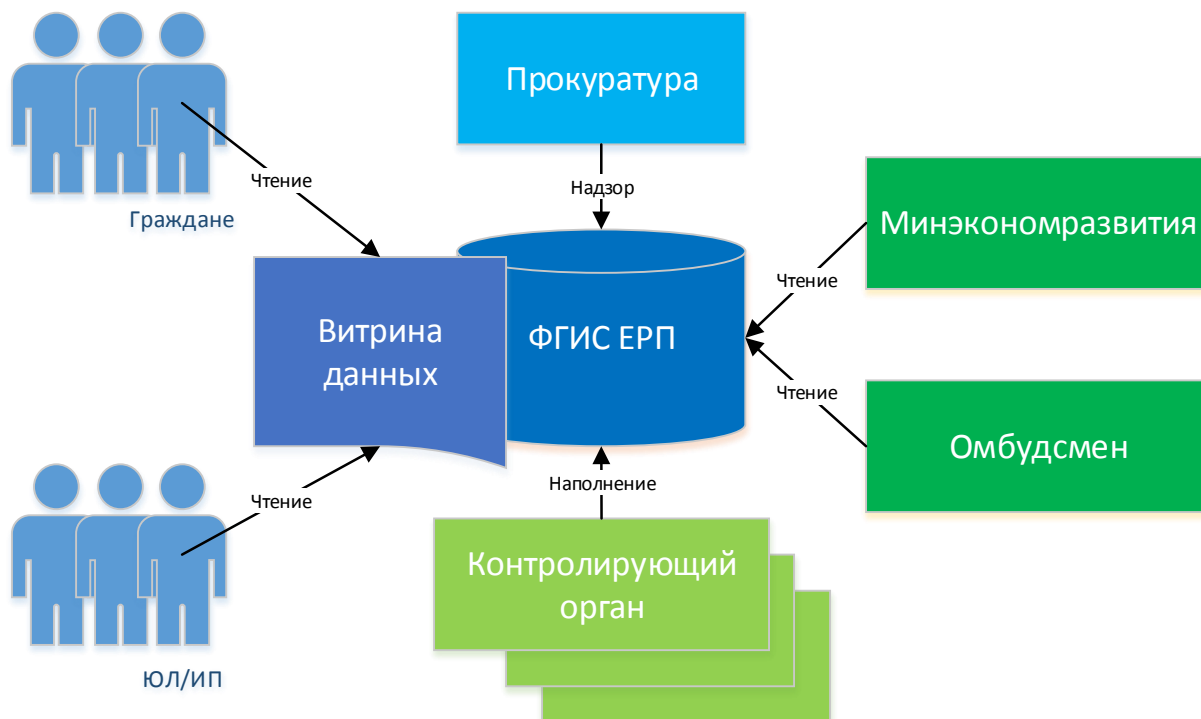 Прокуратура
Чтение
Надзор
Граждане
Минэкономразвития
Чтение
Витрина
данных
ФГИС ЕРП
Чтение
Омбудсмен
Чтение
Наполнение
Контролирующий
орган
ЮЛ/ИП